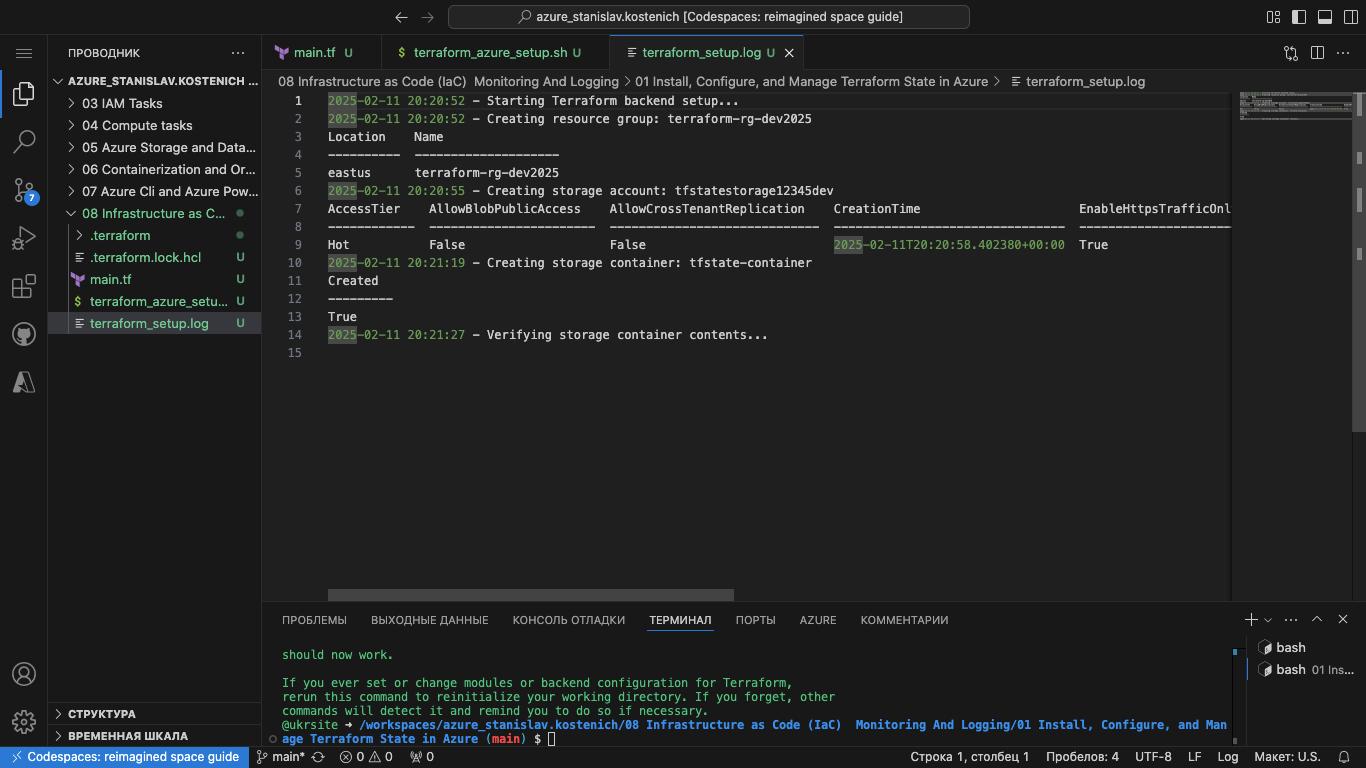 azure_stanislav.kostenich [Codespaces: reimagined space guide]
ПРОВОДНИК
AZURE_STANISLAV.KOSTENICH ...
03 IAM Tasks
04 Compute tasks
05 Azure Storage and Data...
06 Containerization and Or...
07 Azure Cli and Azure Pow...
08 Infrastructure as C...
.terraform
.terraform.lock.hcl U
main.tf U
terraform_azure_setu... U
terraform_setup.log U
СТРУКТУРА
ВРЕМЕННАЯ ШКАЛА
7
main.tf U
$ terraform_azure_setup.sh U
terraform_setup.log U
08 Infrastructure as Code (IaC) Monitoring And Logging > 01 Install, Configure, and Manage Terraform State in Azure > terraform_setup.log
1 2025-02-11 20:20:52 - Starting Terraform backend setup...
2 2025-02-11 20:20:52 - Creating resource group: terraform-rg-dev2025
3 Location Name
4 ---------- --------------------
5 eastus terraform-rg-dev2025
6 2025-02-11 20:20:55 - Creating storage account: tfstatestorage12345dev
7 AccessTier AllowBlobPublicAccess AllowCrossTenantReplication CreationTime EnableHttpsTrafficOnl
8 ------------ ----------------------- ----------------------------- -------------------------------- ---------------------
9 Hot False False 2025-02-11T20:20:58.402380+00:00 True
10 2025-02-11 20:21:19 - Creating storage container: tfstate-container
11 Created
12 ---------
13 True
14 2025-02-11 20:21:27 - Verifying storage container contents...
15
ПРОБЛЕМЫ ВЫХОДНЫЕ ДАННЫЕ КОНСОЛЬ ОТЛАДКИ ТЕРМИНАЛ ПОРТЫ AZURE КОММЕНТАРИИ
should now work.
If you ever set or change modules or backend configuration for Terraform,
rerun this command to reinitialize your working directory. If you forget, other
commands will detect it and remind you to do so if necessary.
@ukrsite ➜ /workspaces/azure_stanislav.kostenich/08 Infrastructure as Code (IaC)  Monitoring And Logging/01 Install, Configure, and Man
age Terraform State in Azure (main) $
bash
bash 01 Ins...
Codespaces: reimagined space guide main* 0 0 0 Строка 1, столбец 1 Пробелов: 4 UTF-8 LF Log Макет: U.S.